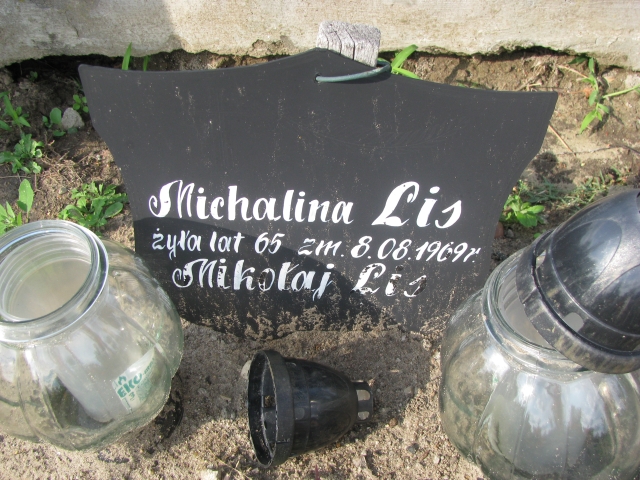 Michalina Lis
żyła lat 65 zm. 8.08.1969r.
Mikołaj Lis